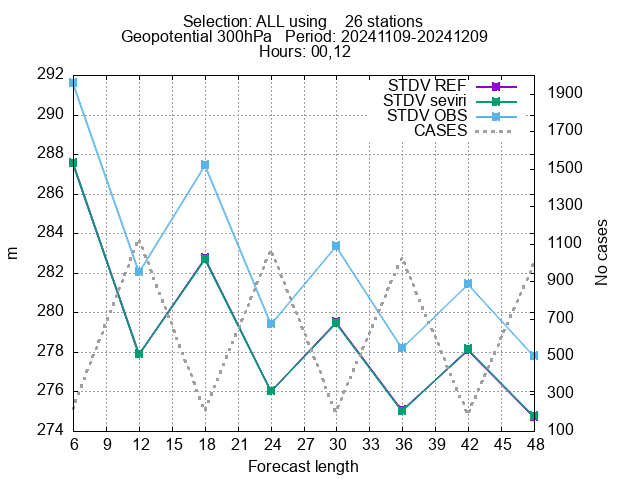 Selection: ALL using    26 stations
Geopotential 300hPa   Period: 20241109-20241209
Hours: 00,12
STDV REF
STDV seviri
STDV OBS
CASES
292
290
288
286
284
282
280
278
276
274
m
1900
1700
1500
1300
1100
900
700
500
300
100
No cases
6 9 12 15 18 21 24 27 30 33 36 39 42 45 48
Forecast length